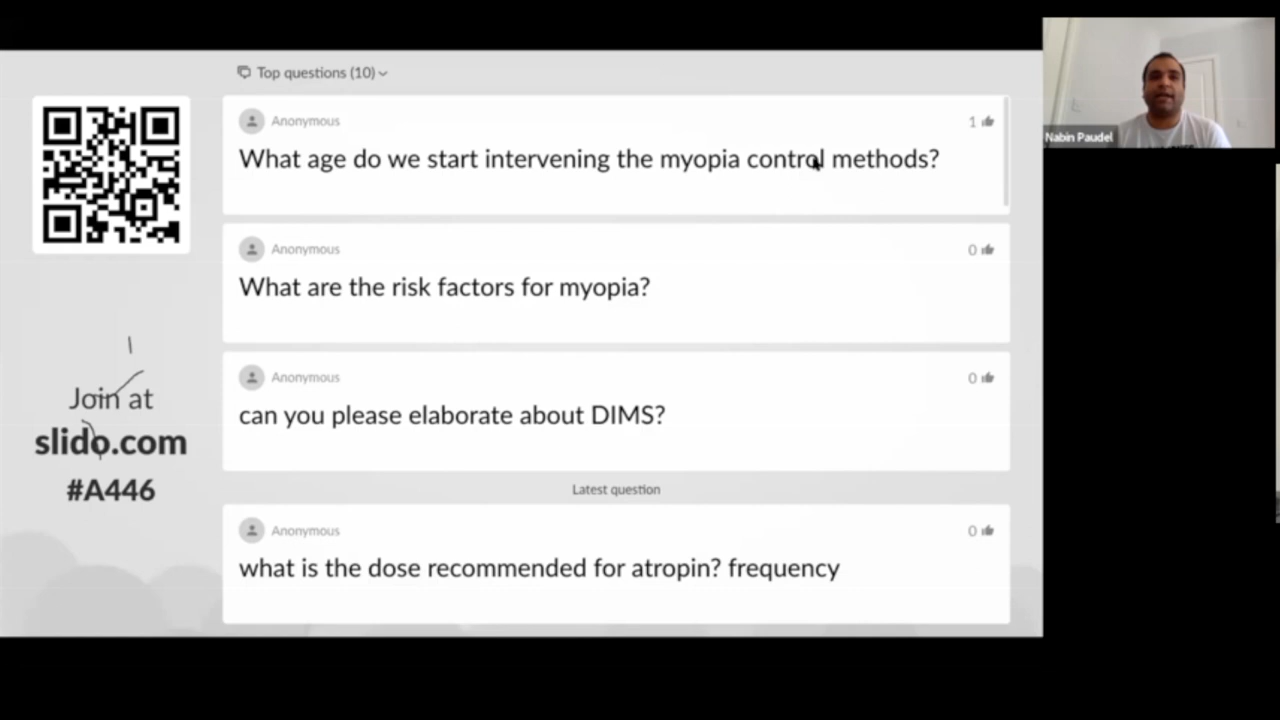 Top questions (10)
Anonymous
1
What age do we start intervening the myopia control methods?
Anonymous
0
What are the risk factors for myopia?
Anonymous
0
can you please elaborate about DIMS?
Latest question
Anonymous
0
what is the dose recommended for atropin? frequency
Join at
slido.com
#A446
Nabin Paudel